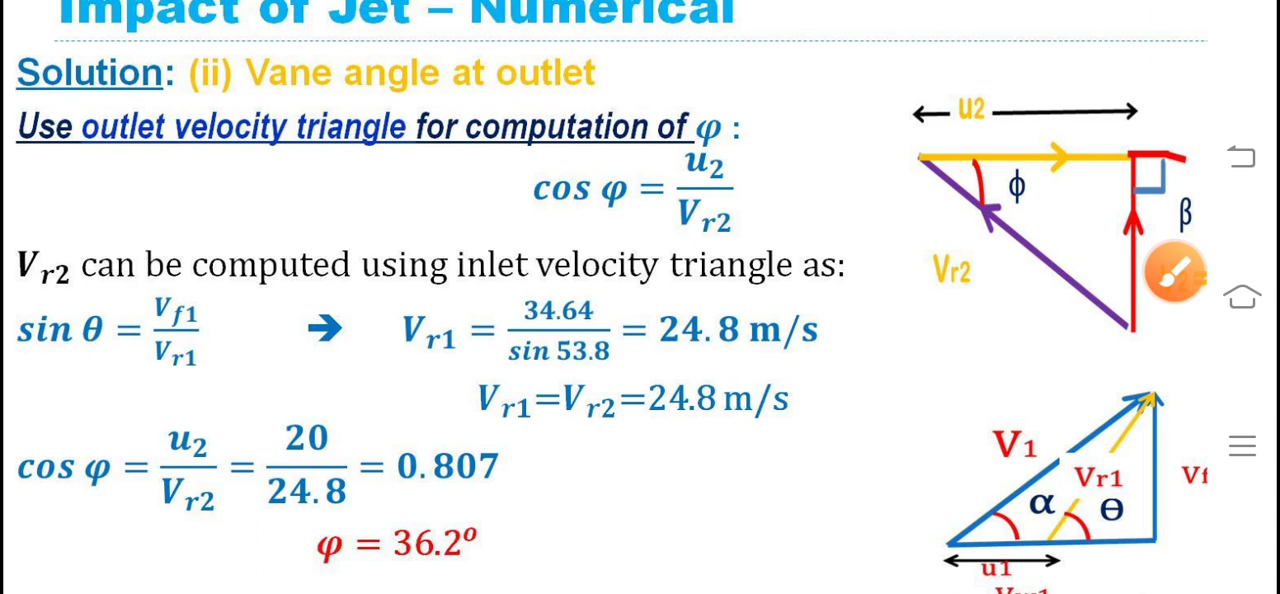 Impact of Jet – Numerical
Solution: (ii) Vane angle at outlet
Use outlet velocity triangle for computation of φ :
cos φ = u2 / Vr2
Vr2 can be computed using inlet velocity triangle as:
sin θ = Vf1 / Vr1 ➔ Vr1 = 34.64 / sin 53.8 = 24.8 m/s
Vr1=Vr2=24.8 m/s
cos φ = u2 / Vr2 = 20 / 24.8 = 0.807
φ = 36.2º
u2
ϕ
β
Vr2
V1
Vr1
α
Θ
u1